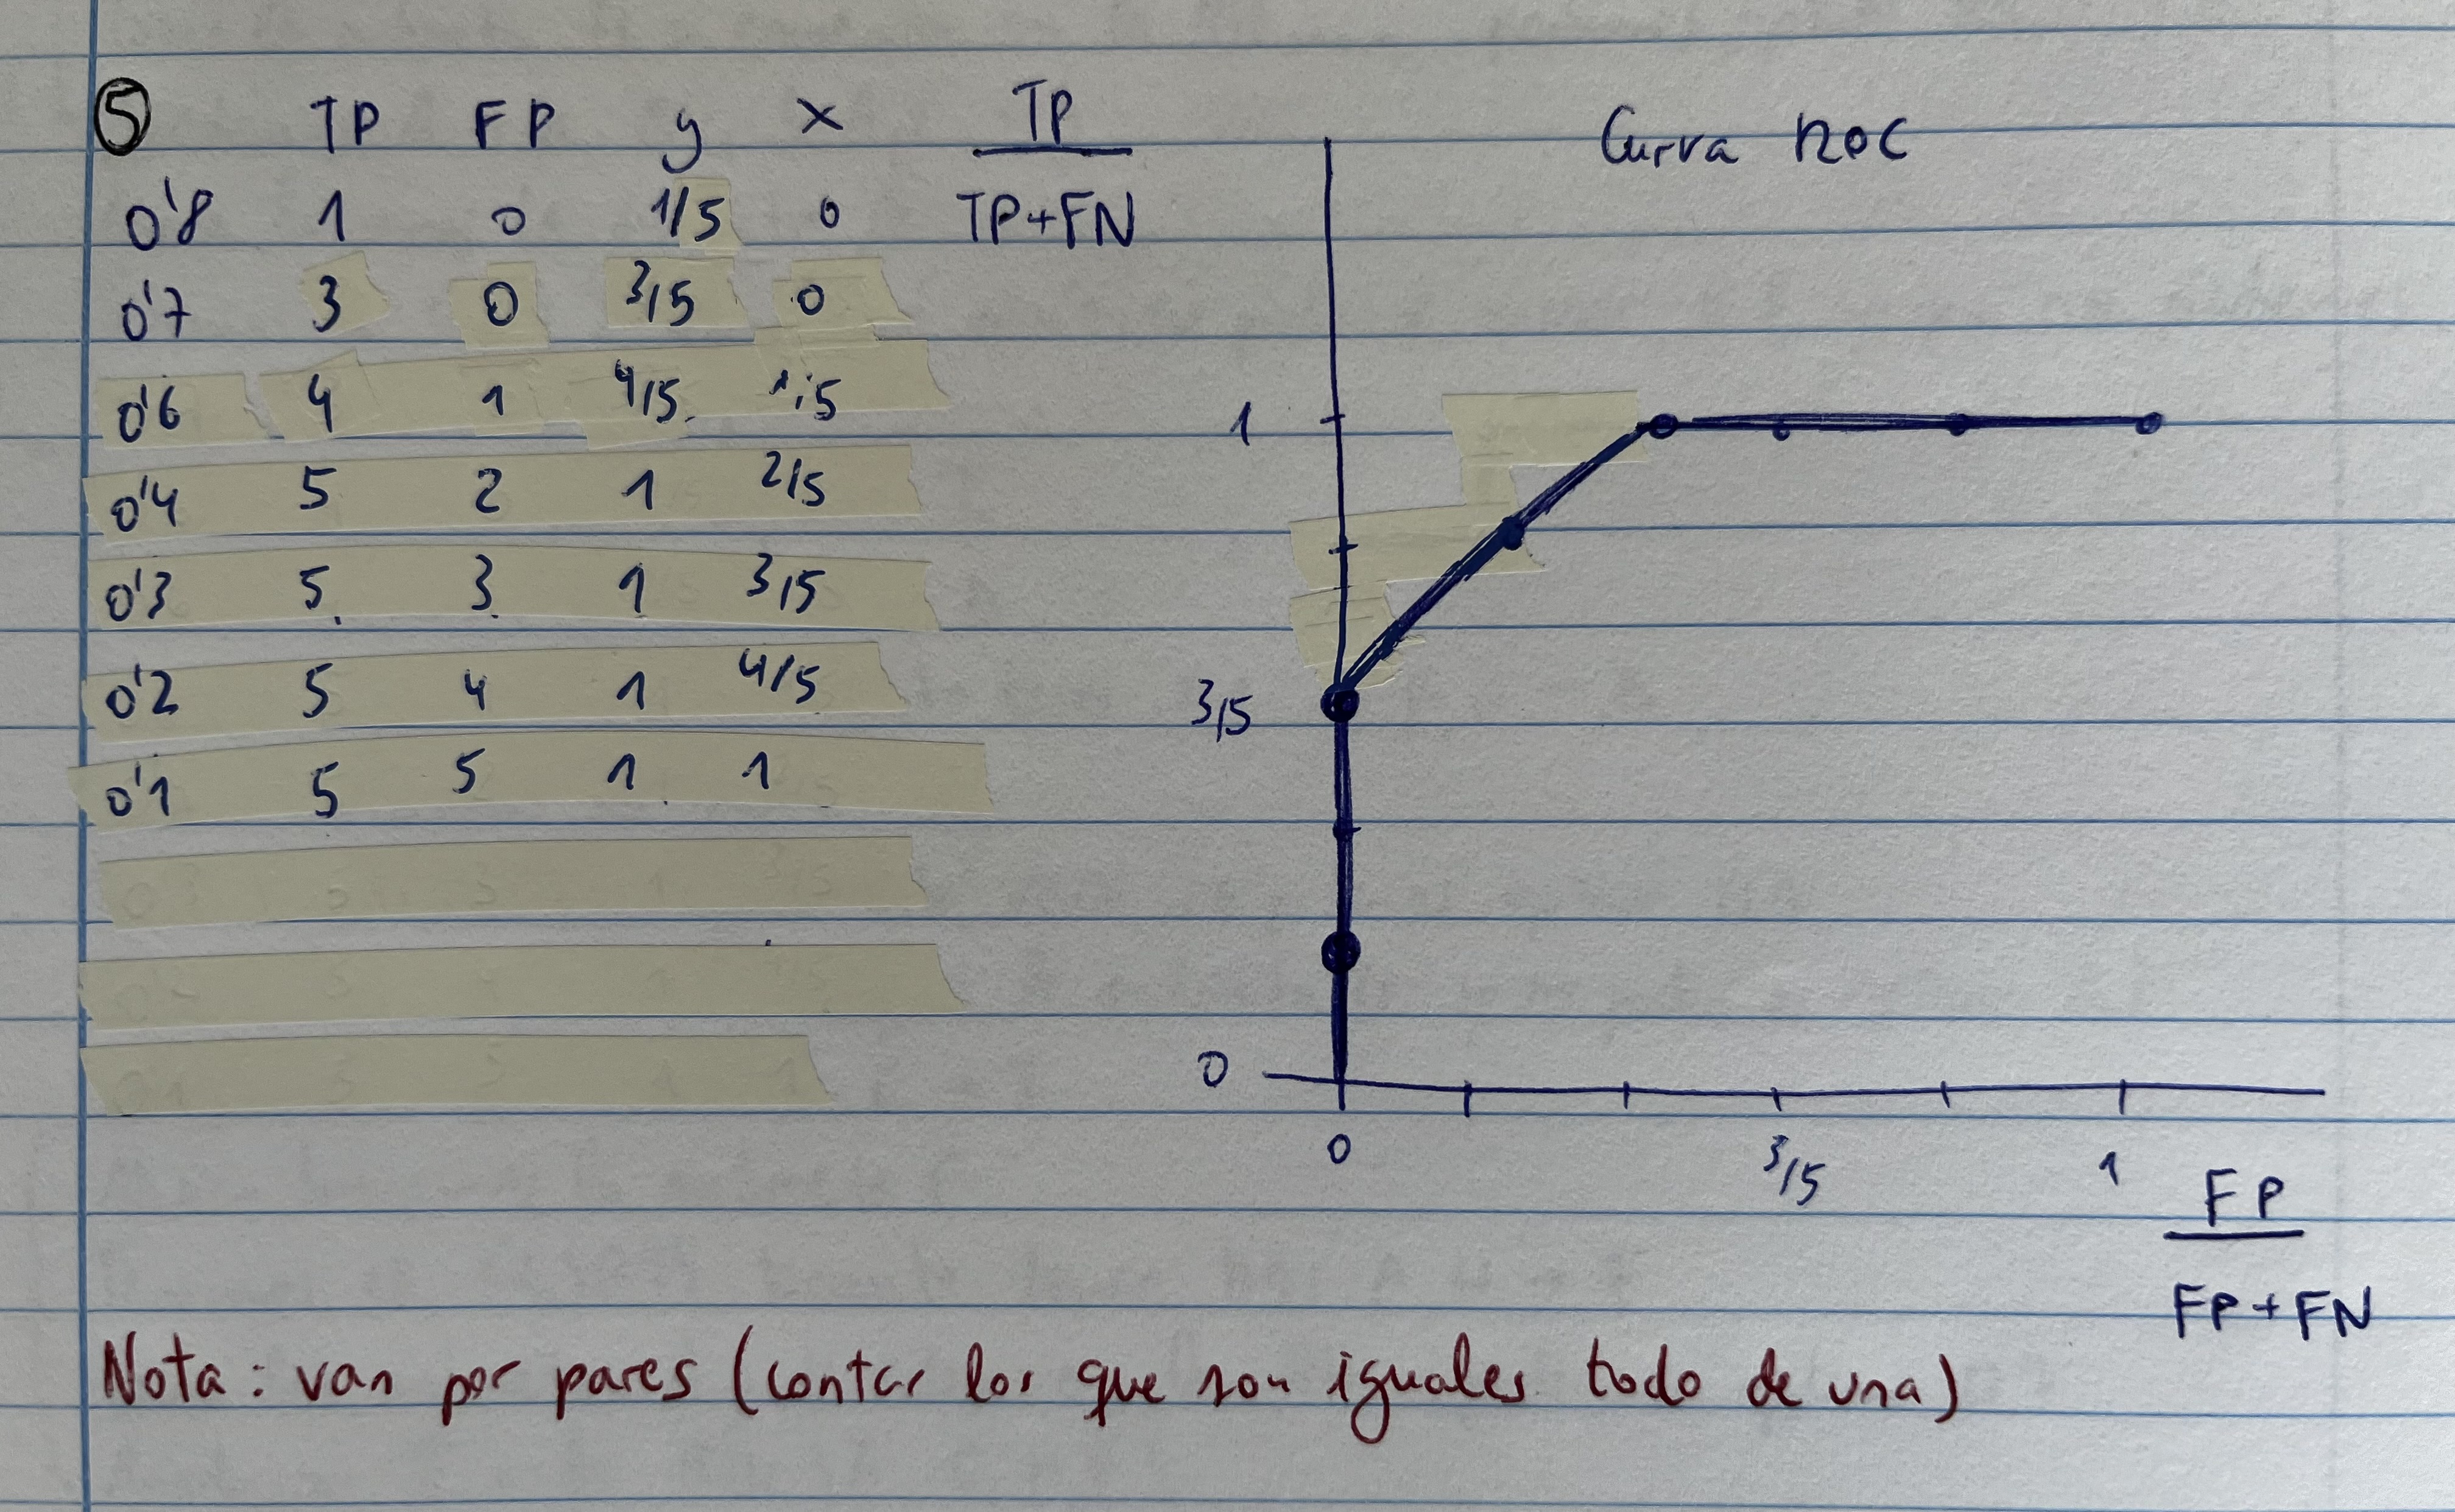 5 TP FP y x TP
0'8 1 0 1/5 0 TP+FN
0'7 3 0 3/5 0
0'6 4 1 4/5 1/5
0'4 5 2 1 2/5
0'3 5 3 1 3/5
0'2 5 4 1 4/5
0'1 5 5 1 1
Curva ROC
1
3/5
0
0 3/5 1
FP
FP+FN
Nota: van por pares (contar los que son iguales todo de una)